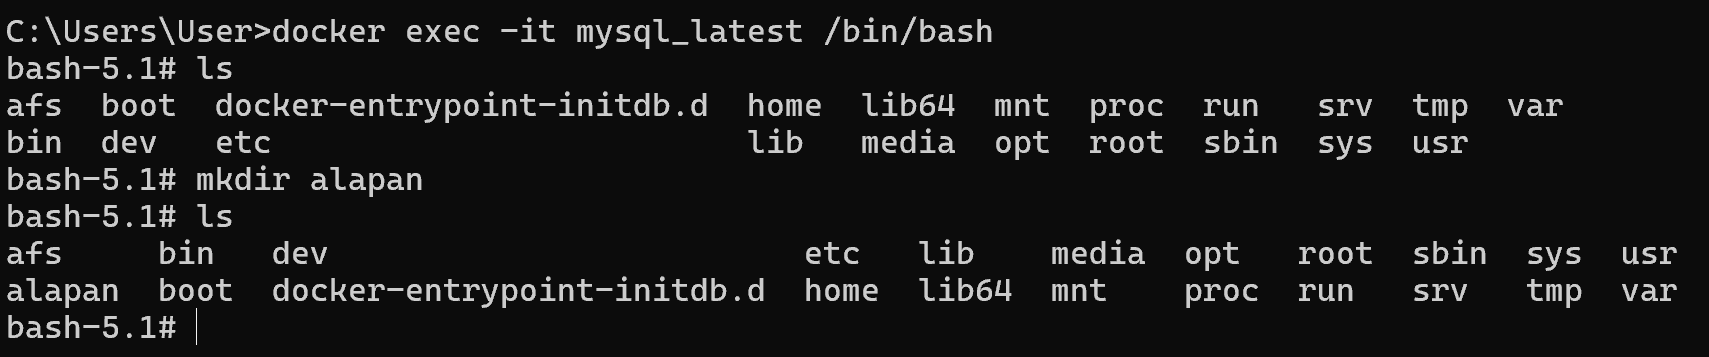 C:\Users\User>docker exec -it mysql_latest /bin/bash
bash-5.1# ls
afs  boot  docker-entrypoint-initdb.d  home  lib64  mnt  proc  run   srv  tmp  var
bin  dev   etc                         lib   media  opt  root  sbin  sys  usr
bash-5.1# mkdir alapan
bash-5.1# ls
afs     bin   dev                         etc   lib    media  opt   root  sbin  sys  usr
alapan  boot  docker-entrypoint-initdb.d  home  lib64  mnt    proc  run   srv   tmp  var
bash-5.1#